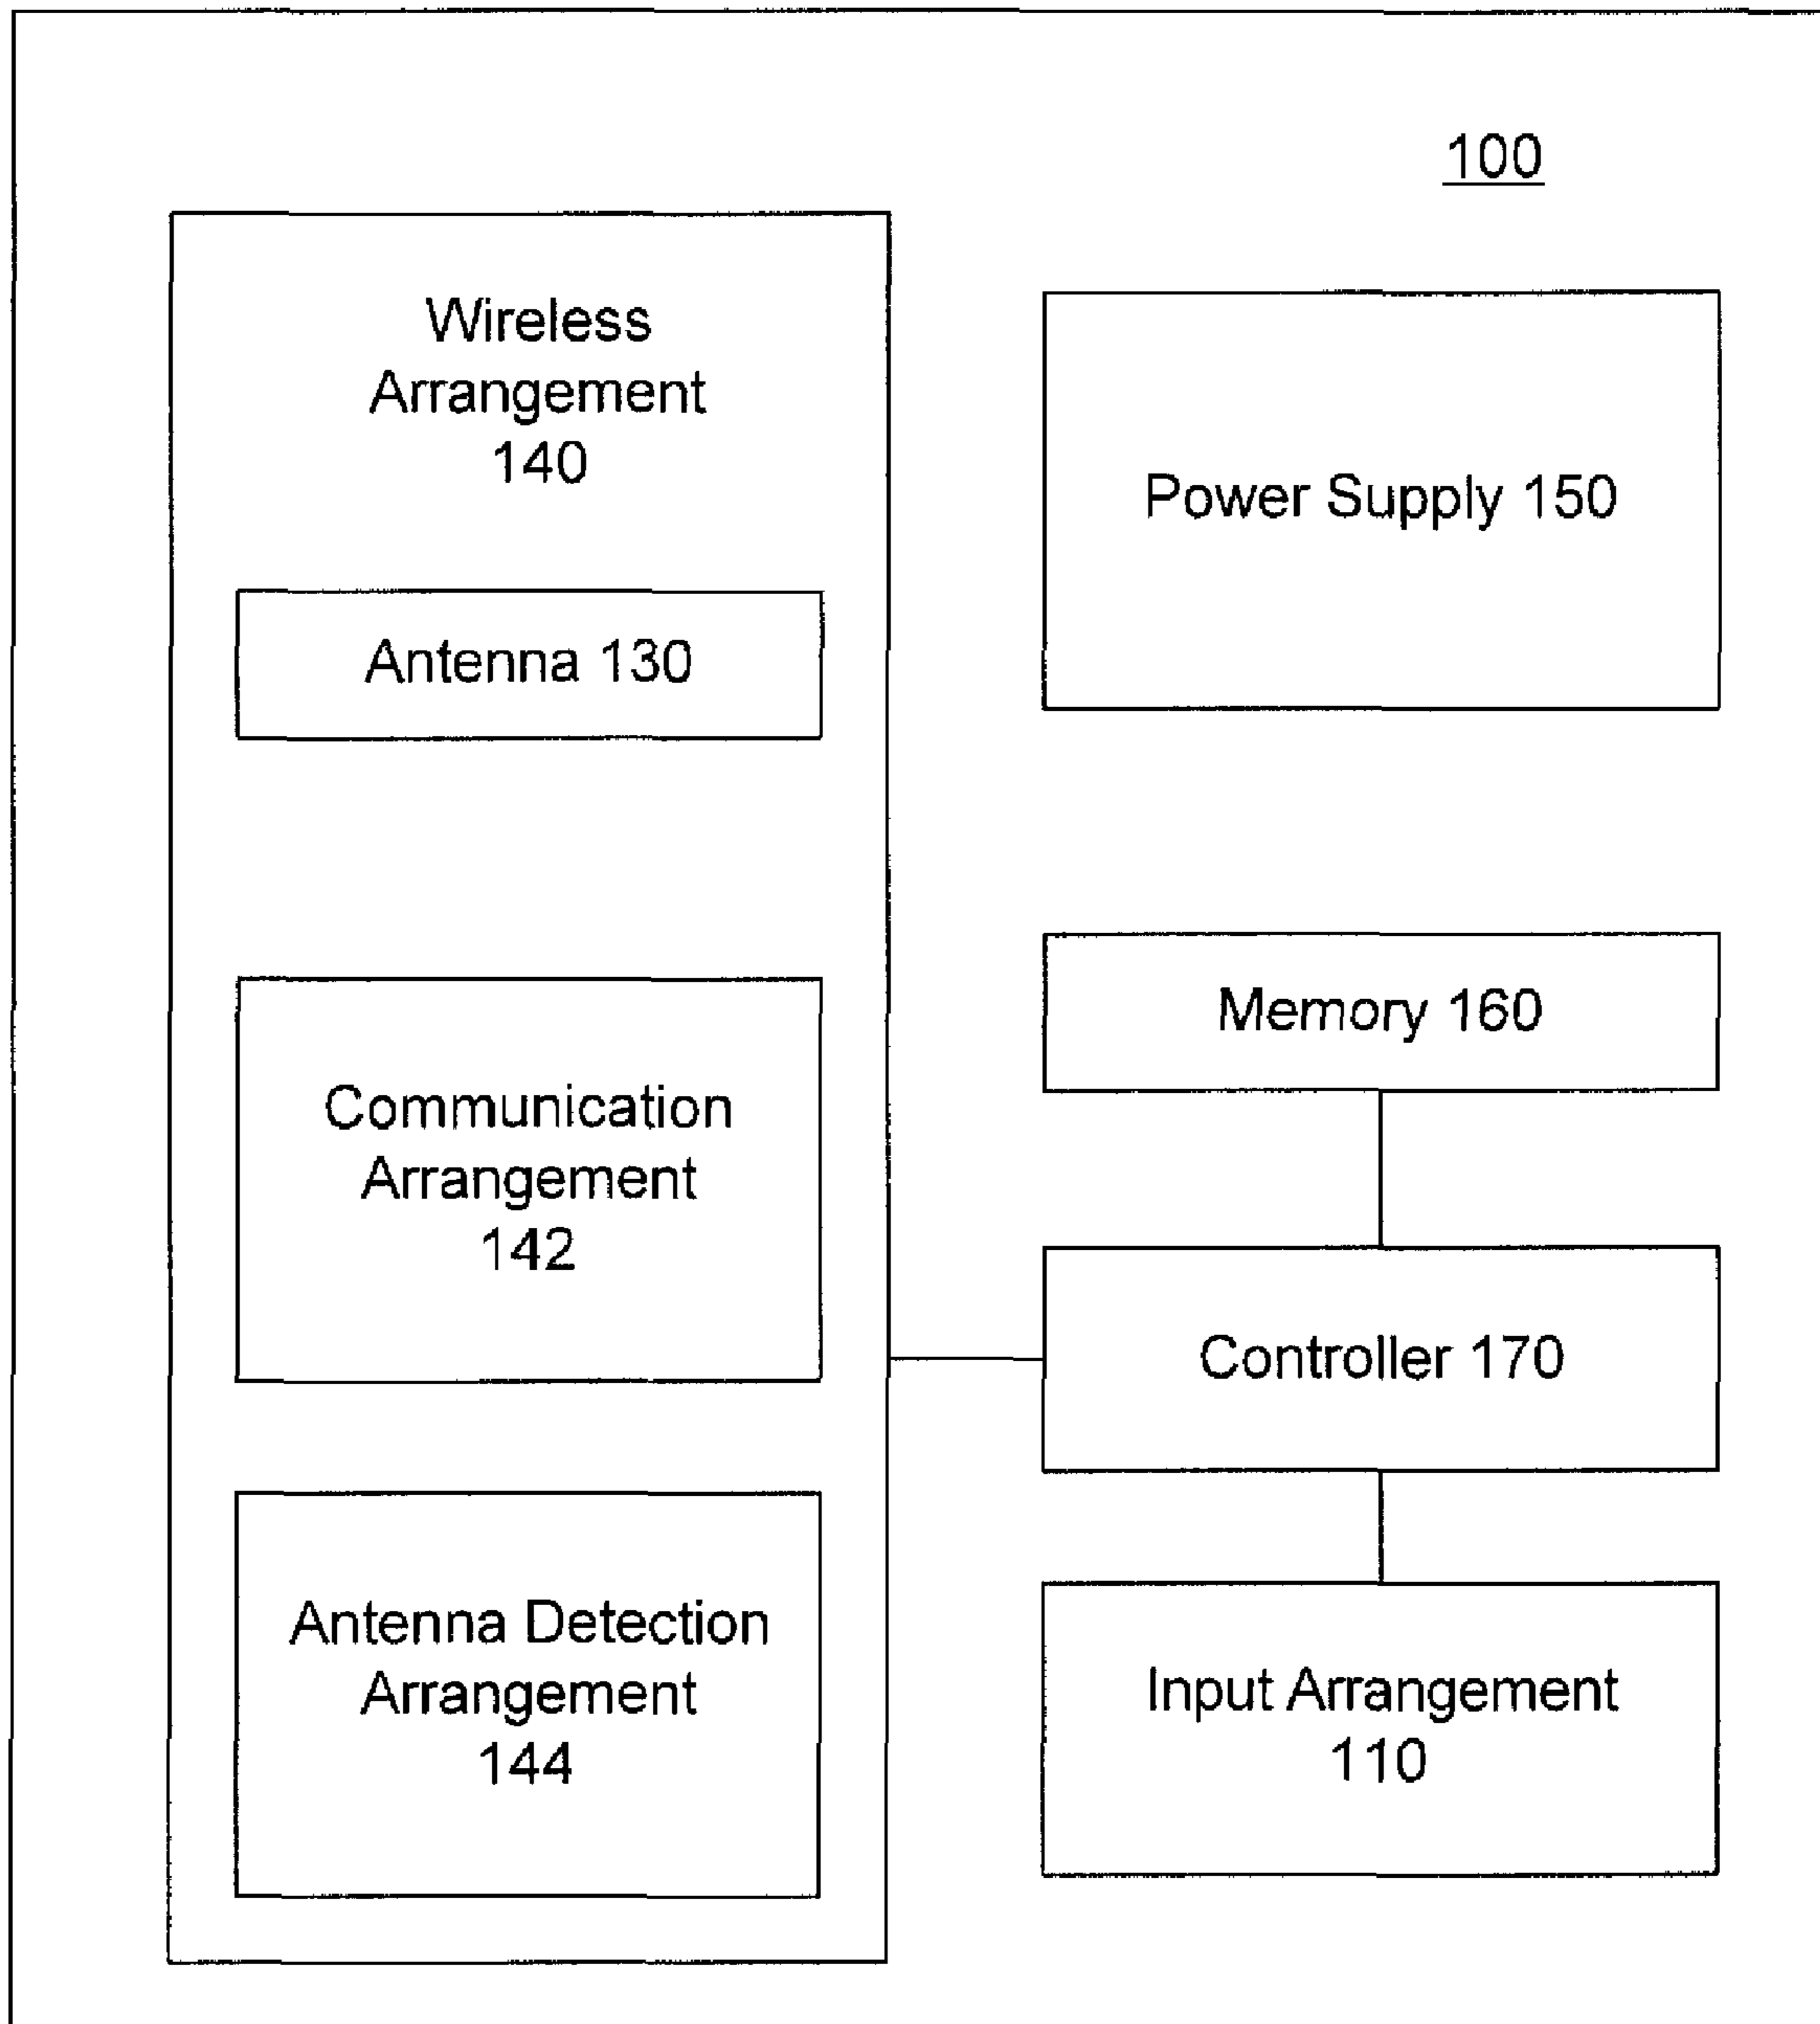 100
Wireless
Arrangement
140
Power Supply 150
Antenna 130
Memory 160
Communication
Arrangement
142
Controller 170
Antenna Detection
Arrangement
144
Input Arrangement
110